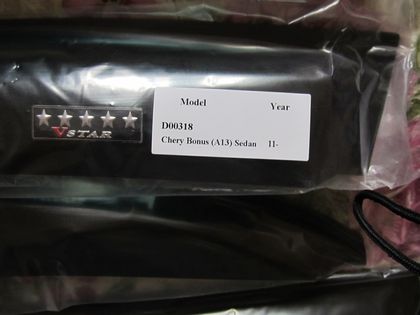 VSTAR
Model Year
D00318
Chery Bonus (A13) Sedan 11-